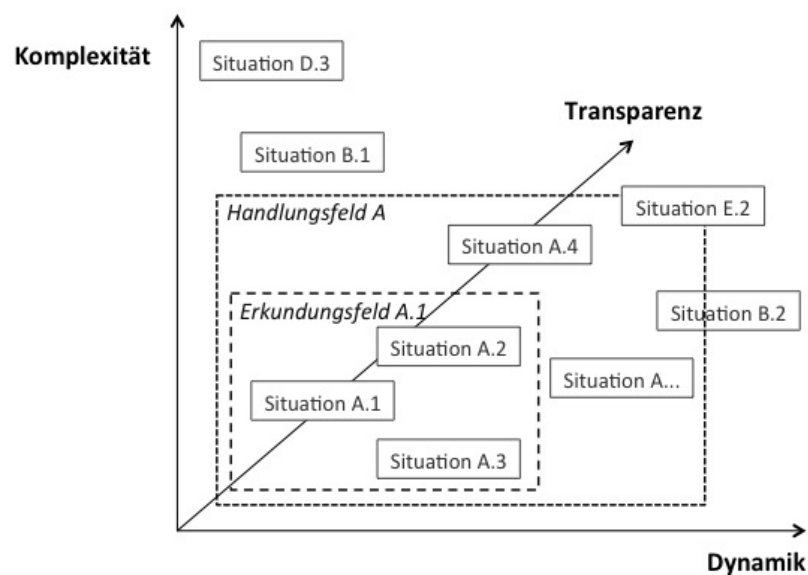 Komplexität
Situation D.3
Transparenz
Situation B.1
Handlungsfeld A
Situation E.2
Situation A.4
Erkundungsfeld A.1
Situation B.2
Situation A.2
Situation A...
Situation A.1
Situation A.3
Dynamik